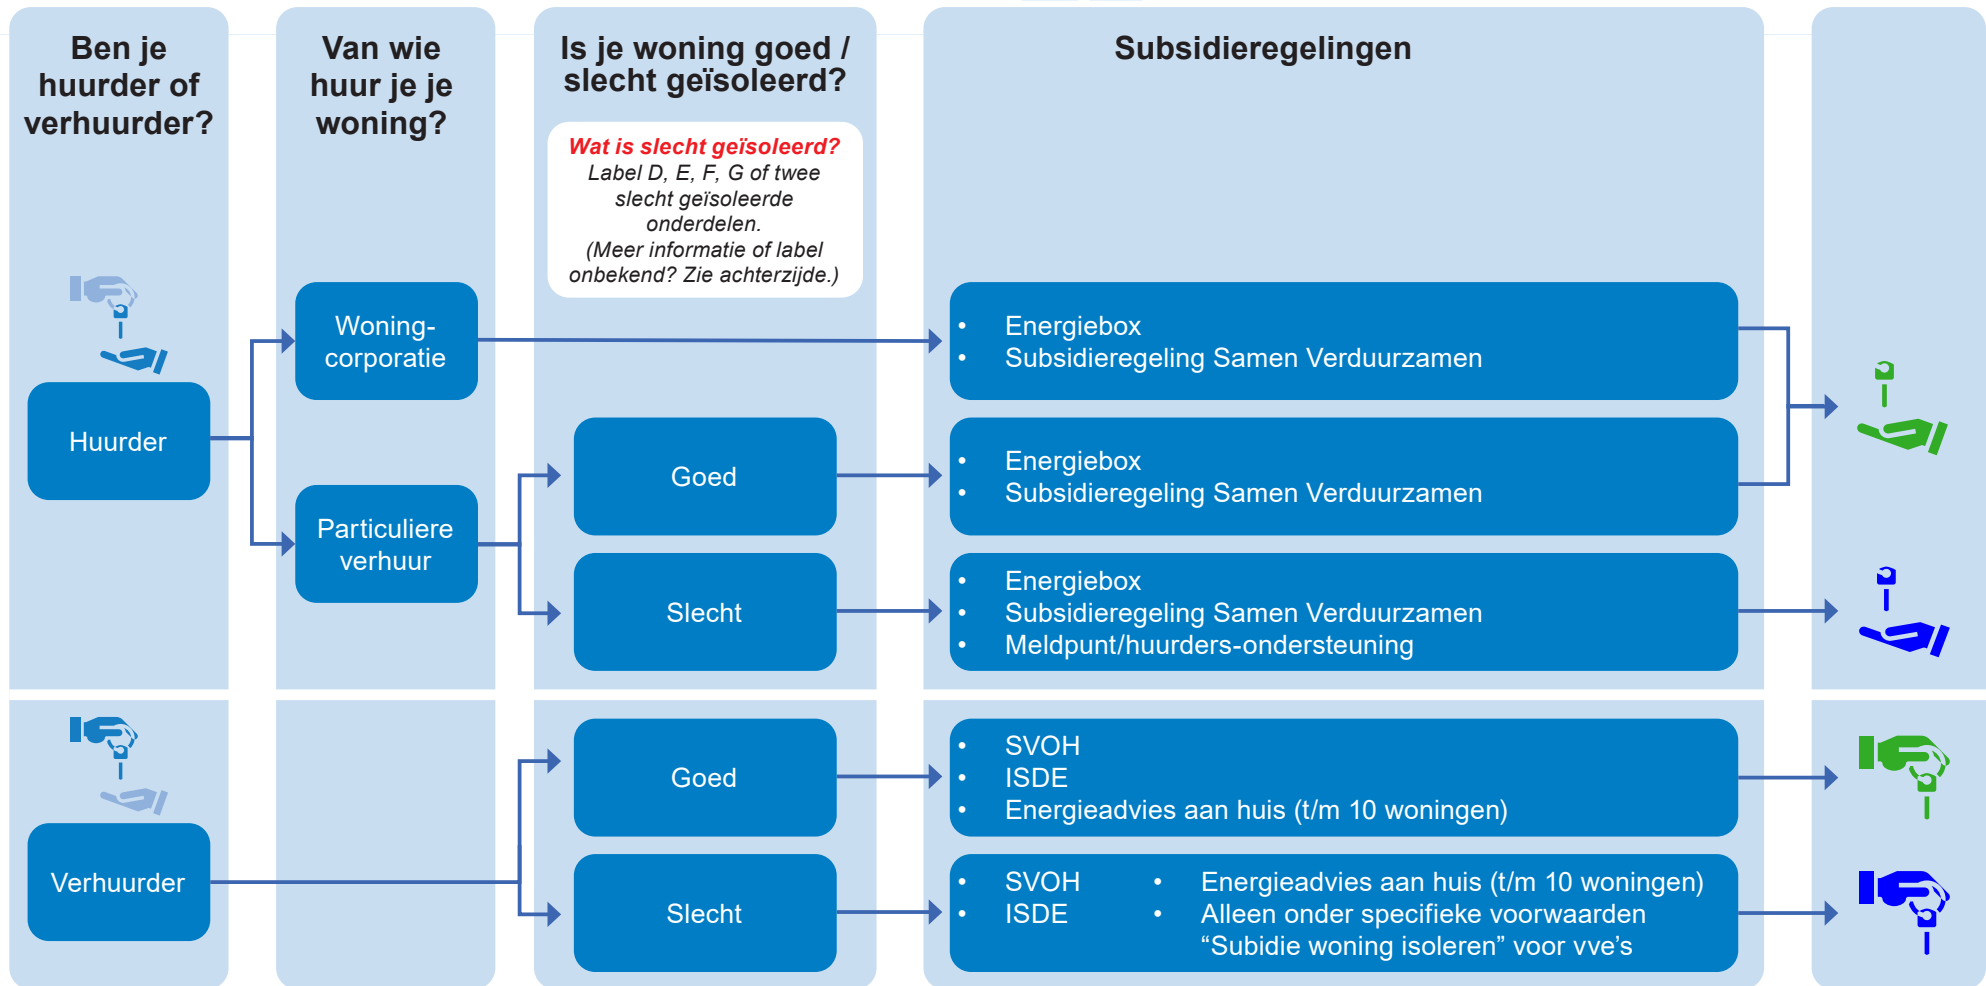 Ben je
huurder of
verhuurder?
Van wie
huur je je
woning?
Is je woning goed /
slecht geïsoleerd?
Wat is slecht geïsoleerd?
Label D, E, F, G of twee
slecht geïsoleerde
onderdelen.
(Meer informatie of label
onbekend? Zie achterzijde.)
Subsidieregelingen
Huurder
Woning-
corporatie
• Energiebox
• Subsidieregeling Samen Verduurzamen
Particuliere
verhuur
Goed
• Energiebox
• Subsidieregeling Samen Verduurzamen
Slecht
• Energiebox
• Subsidieregeling Samen Verduurzamen
• Meldpunt/huurders-ondersteuning
Verhuurder
Goed
• SVOH
• ISDE
• Energieadvies aan huis (t/m 10 woningen)
Slecht
• SVOH
• ISDE
• Energieadvies aan huis (t/m 10 woningen)
• Alleen onder specifieke voorwaarden
“Subidie woning isoleren” voor vve’s